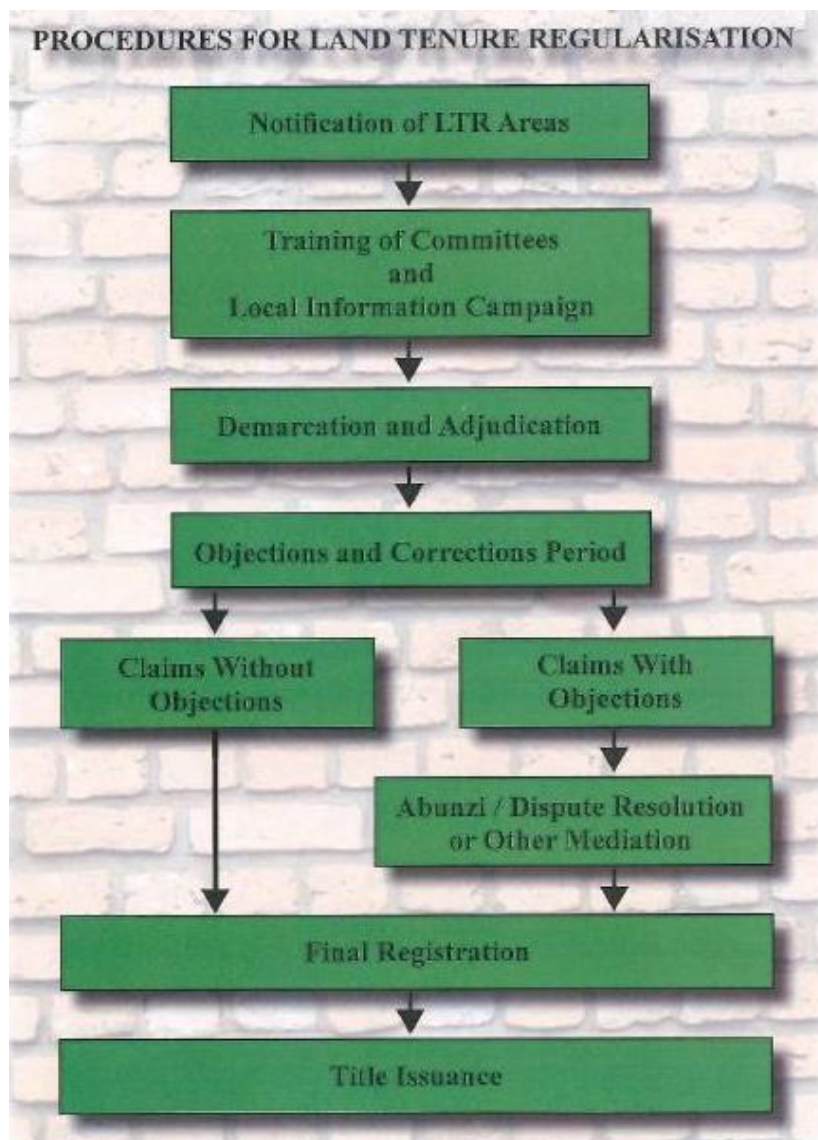 PROCEDURES FOR LAND TENURE REGULARISATION
Notification of LTR Areas
Training of Committees
and
Local Information Campaign
Demarcation and Adjudication
Objections and Corrections Period
Claims Without
Objections
Claims With
Objections
Abunzi / Dispute Resolution
or Other Mediation
Final Registration
Title Issuance